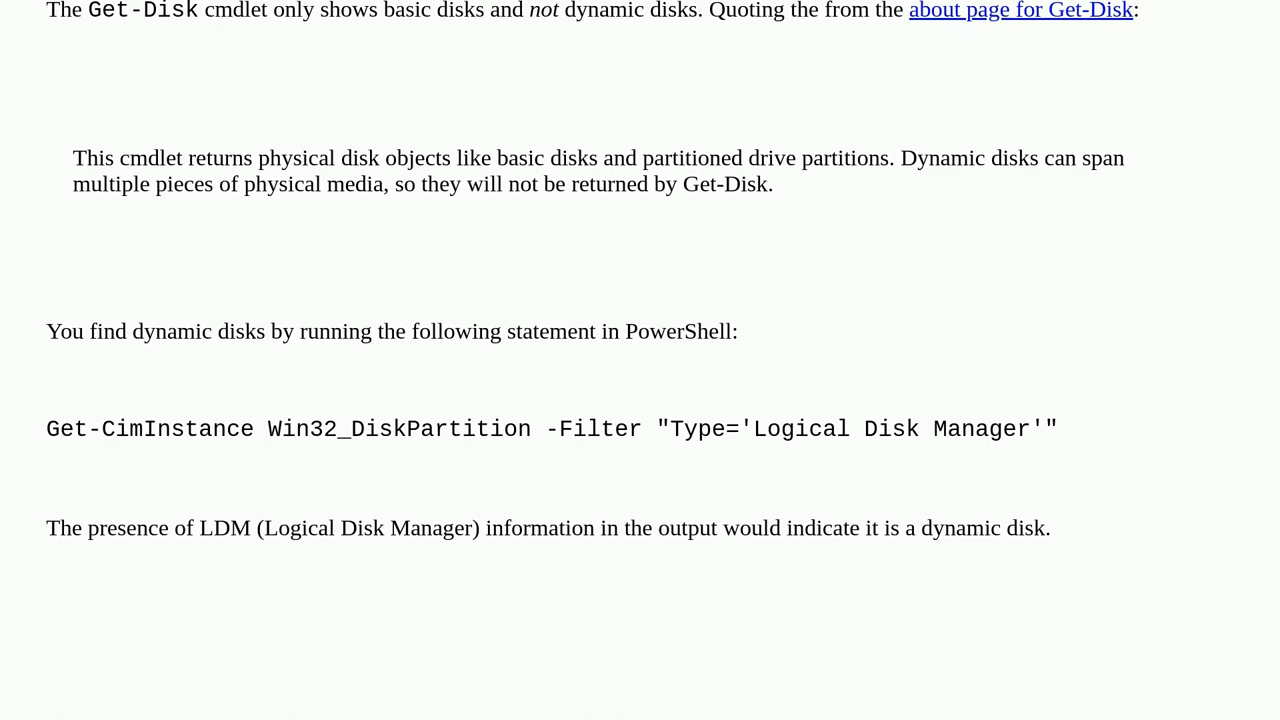 The Get-Disk cmdlet only shows basic disks and not dynamic disks. Quoting the from the about page for Get-Disk:
This cmdlet returns physical disk objects like basic disks and partitioned drive partitions. Dynamic disks can span
multiple pieces of physical media, so they will not be returned by Get-Disk.
You find dynamic disks by running the following statement in PowerShell:
Get-CimInstance Win32_DiskPartition -Filter "Type='Logical Disk Manager'"
The presence of LDM (Logical Disk Manager) information in the output would indicate it is a dynamic disk.